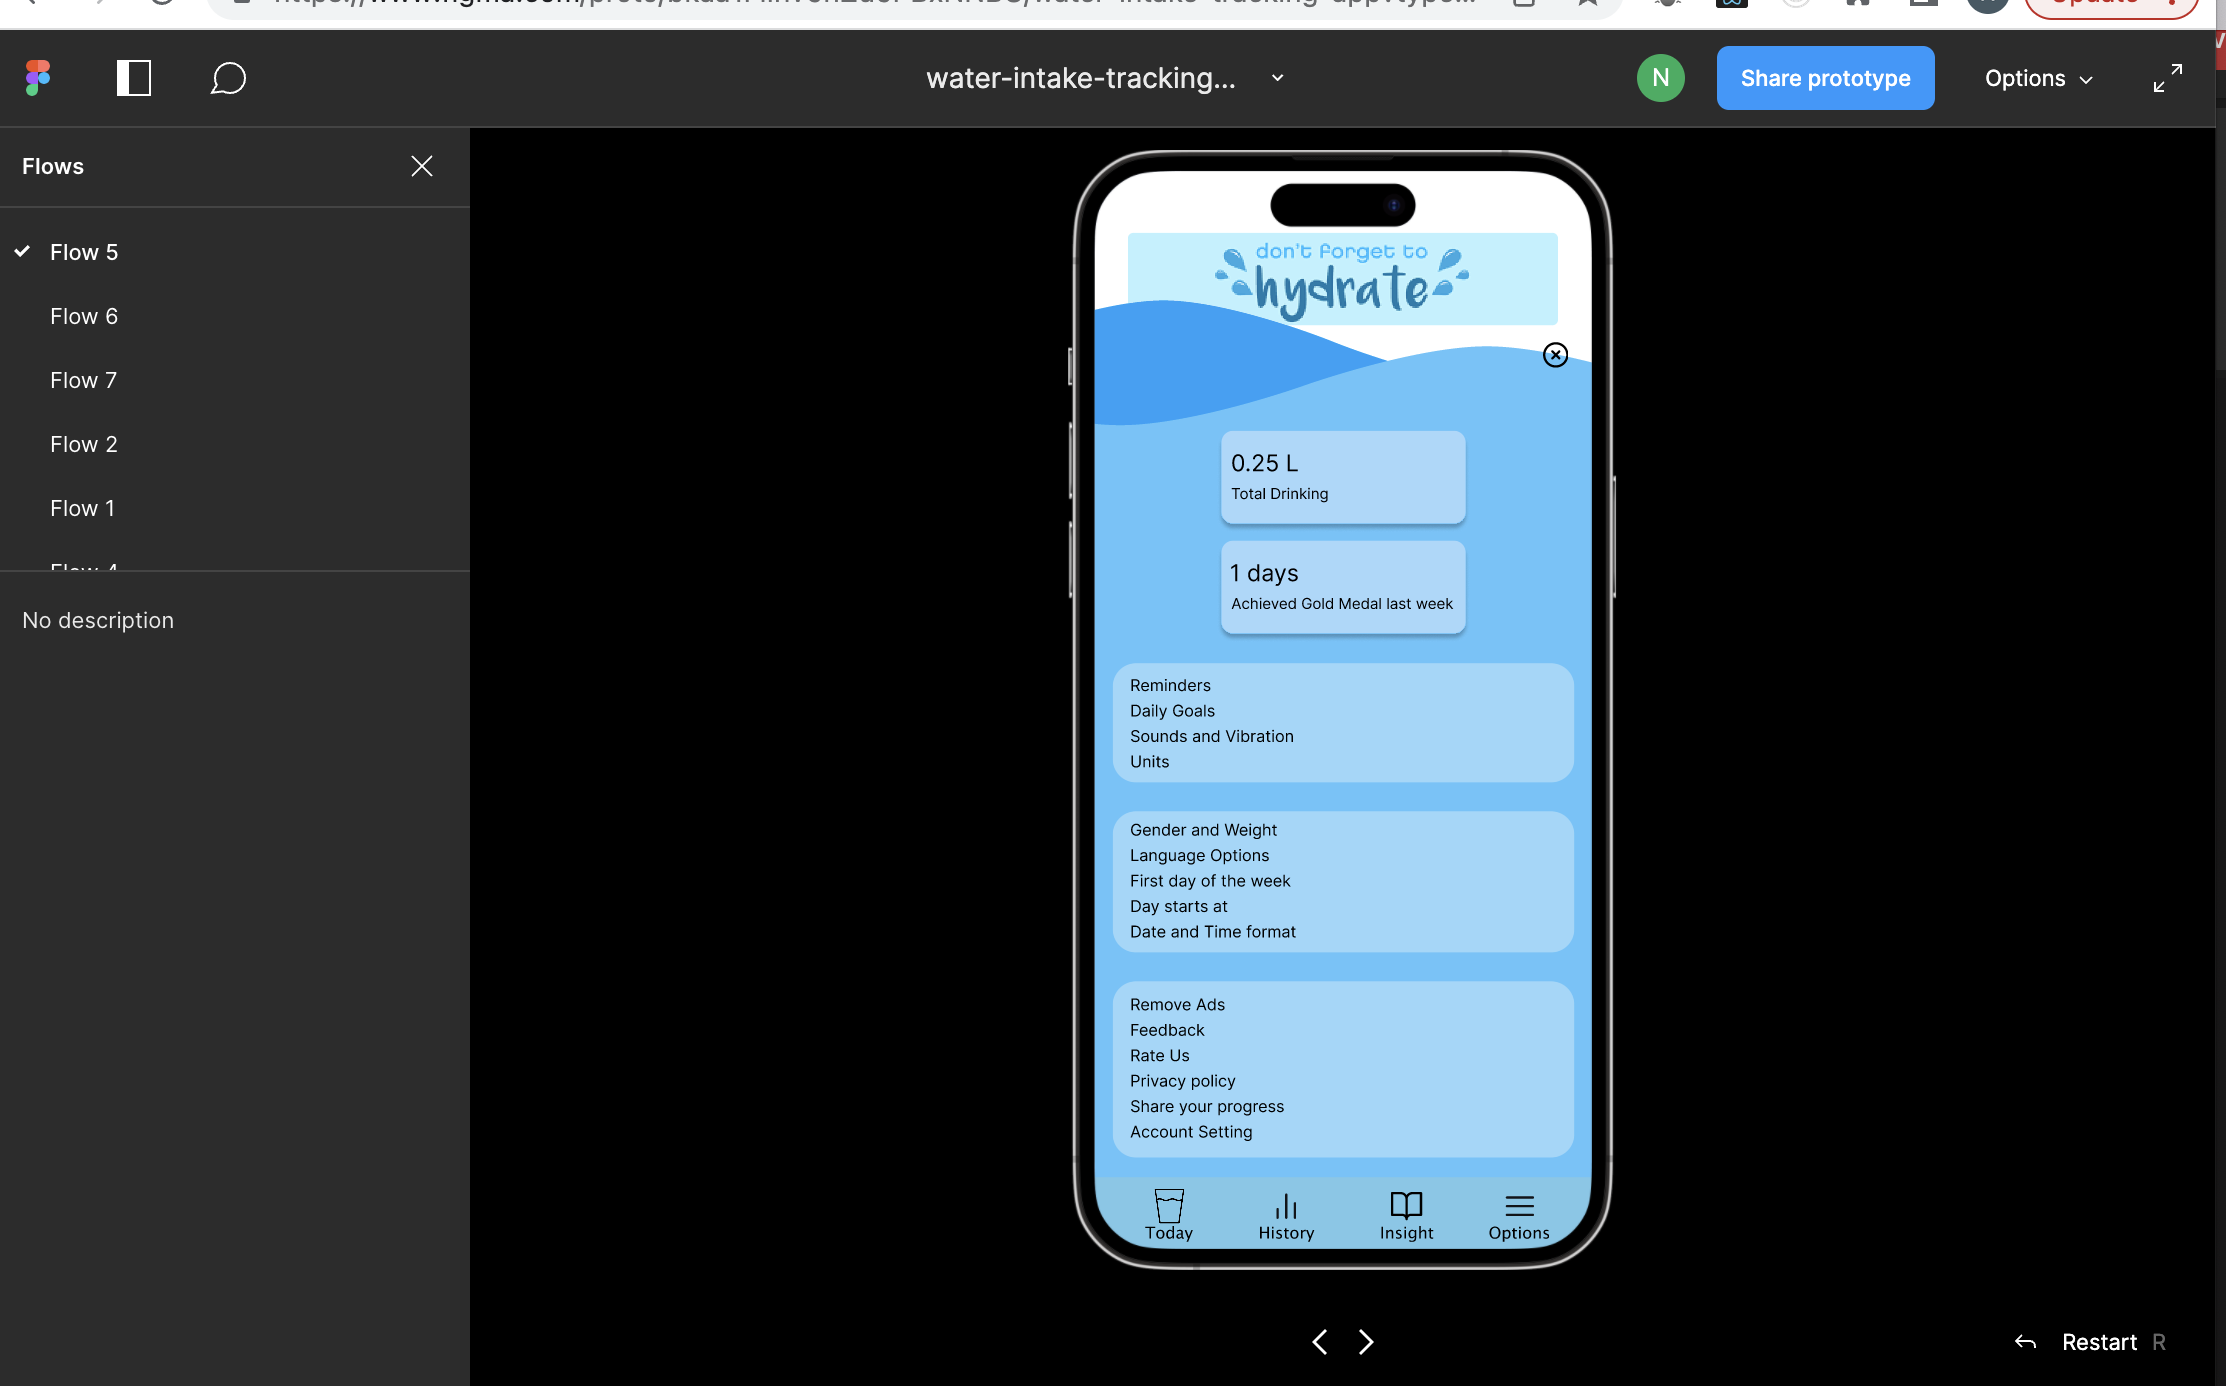 water-intake-tracking...
N
Share prototype
Options
Flows
Flow 5
Flow 6
Flow 7
Flow 2
Flow 1
Flow 4
No description
don't forget to
hydrate
0.25 L
Total Drinking
1 days
Achieved Gold Medal last week
Reminders
Daily Goals
Sounds and Vibration
Units
Gender and Weight
Language Options
First day of the week
Day starts at
Date and Time format
Remove Ads
Feedback
Rate Us
Privacy policy
Share your progress
Account Setting
Today
History
Insight
Options
Restart R